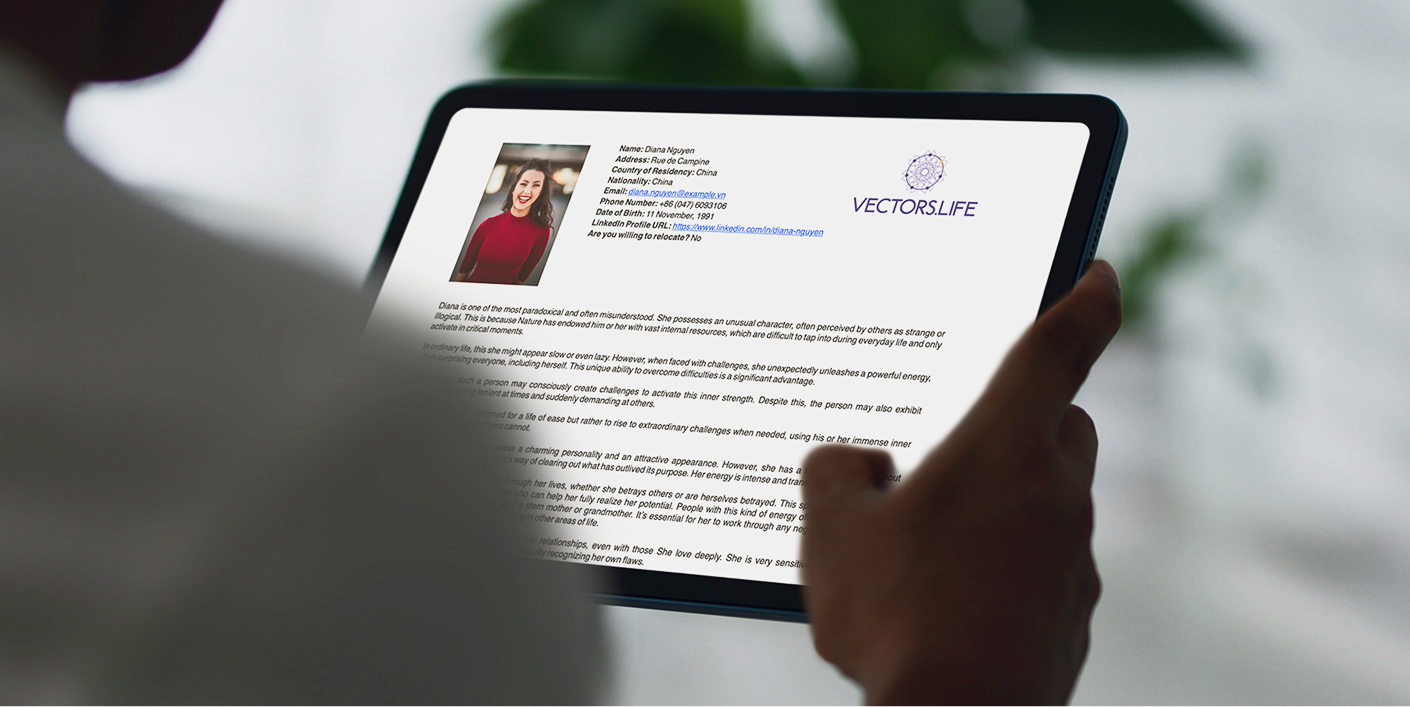 Name: Diana Nguyen
Address: Rue de Campine
Country of Residency: China
Nationality: China
Email: diana.nguyen@example.vn
Phone Number: +86 (047) 6093106
Date of Birth: 11 November, 1991
LinkedIn Profile URL: https://www.linkedin.com/in/diana-nguyen
Are you willing to relocate? No
VECTORS.LIFE
Diana is one of the most paradoxical and often misunderstood. She possesses an unusual character, often perceived by others as strange or
illogical. This is because Nature has endowed him or her with vast internal resources, which are difficult to tap into during everyday life and only
activate in critical moments.
In ordinary life, this she might appear slow or even lazy. However, when faced with challenges, she unexpectedly unleashes a powerful energy,
often surprising everyone, including herself. This unique ability to overcome difficulties is a significant advantage.
such a person may consciously create challenges to activate this inner strength. Despite this, the person may also exhibit
lenient at times and suddenly demanding at others.
for a life of ease but rather to rise to extraordinary challenges when needed, using his or her immense inner
cannot.
a charming personality and an attractive appearance. However, she has a
way of clearing out what has outlived its purpose. Her energy is intense and
her lives, whether she betrays others or are herselves betrayed. This
who can help her fully realize her potential. People with this kind of energy
a stern mother or grandmother. It's essential for her to work through any
in other areas of life.
relationships, even with those She love deeply. She is very
recognizing her own flaws.